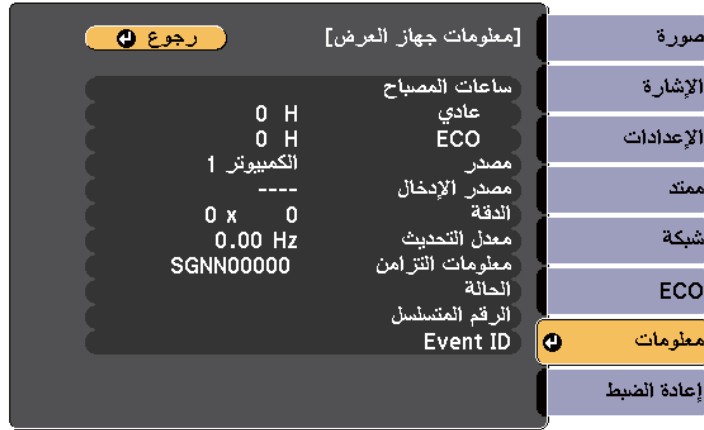 [معلومات جهاز العرض]
رجوع
ساعات المصباح
عادي 0 H
ECO 0 H
مصدر الكمبيوتر 1
مصدر الإدخال ----
الدقة 0 x 0
معدل التحديث 0.00 Hz
معلومات التزامن SGNN00000
الحالة
الرقم المتسلسل
Event ID
صورة
الإشارة
الإعدادات
ممتد
شبكة
ECO
معلومات
إعادة الضبط